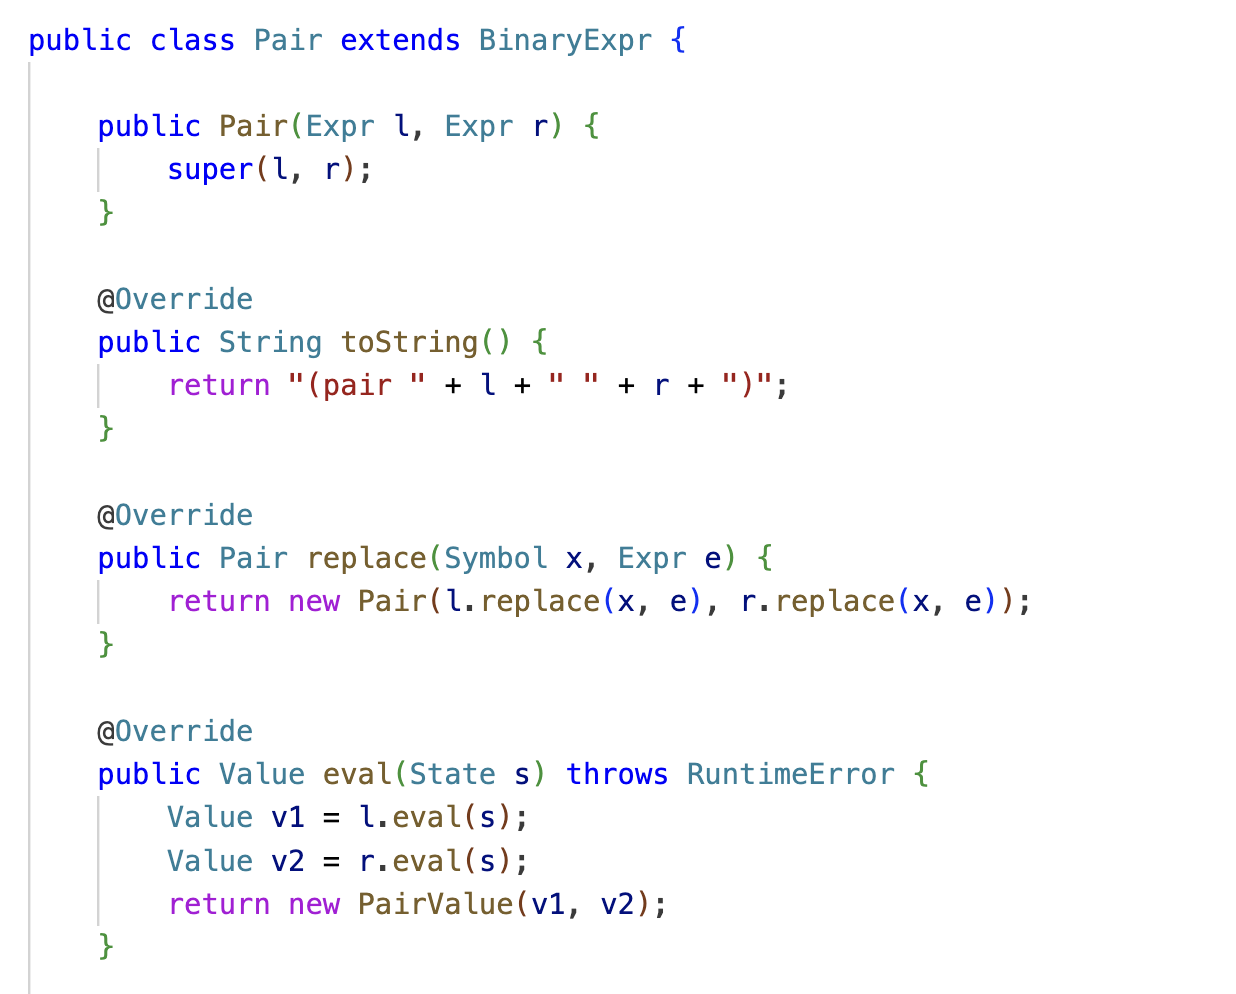 public class Pair extends BinaryExpr {
public Pair(Expr l, Expr r) {
super(l, r);
}
@Override
public String toString() {
return "(pair " + l + " " + r + ")";
}
@Override
public Pair replace(Symbol x, Expr e) {
return new Pair(l.replace(x, e), r.replace(x, e));
}
@Override
public Value eval(State s) throws RuntimeError {
Value v1 = l.eval(s);
Value v2 = r.eval(s);
return new PairValue(v1, v2);
}